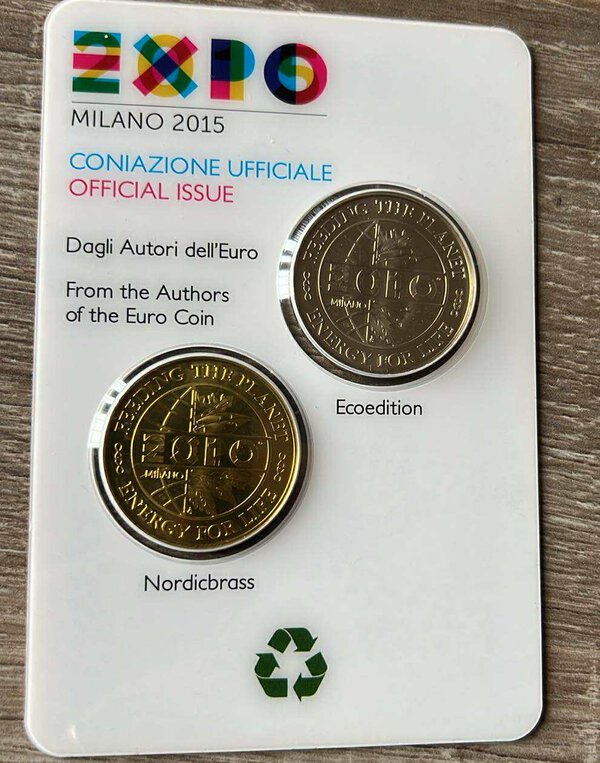 EXPO
MILANO 2015
CONIAZIONE UFFICIALE
OFFICIAL ISSUE
Dagli Autori dell'Euro
From the Authors
of the Euro Coin
FEEDING THE PLANET
EXPO
MILANO
ENERGY FOR LIFE
Ecoedition
FEEDING THE PLANET
EXPO
MILANO
ENERGY FOR LIFE
Nordicbrass